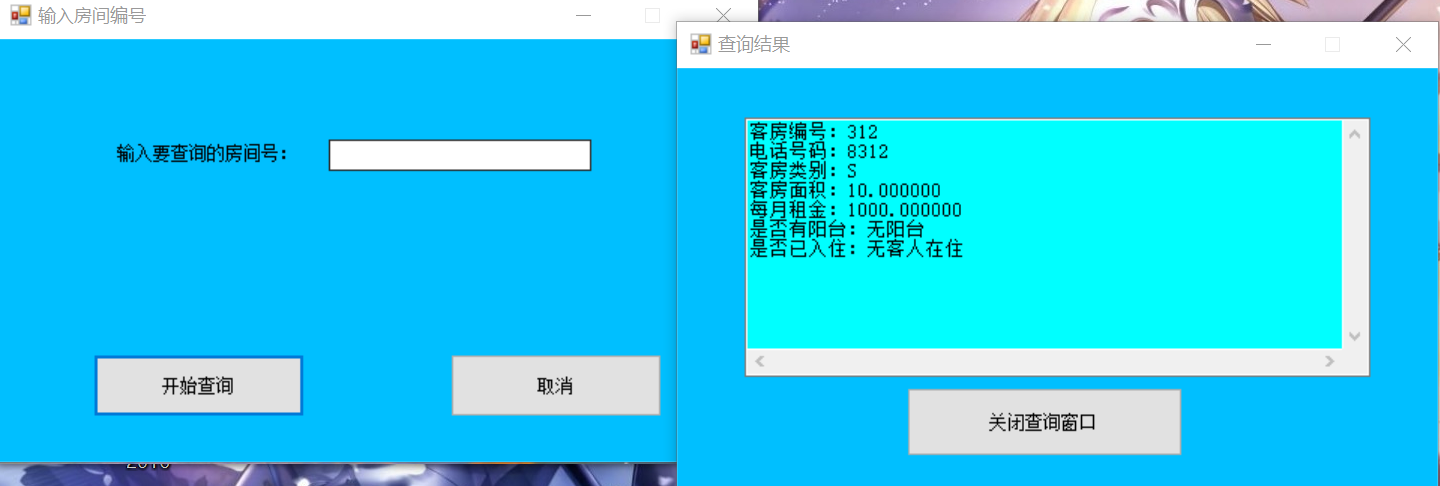 输入房间编号
输入要查询的房间号：
开始查询
取消
查询结果
客房编号：312
电话号码：8312
客房类别：S
客房面积：10.000000
每月租金：1000.000000
是否有阳台：无阳台
是否已入住：无客人在住
关闭查询窗口